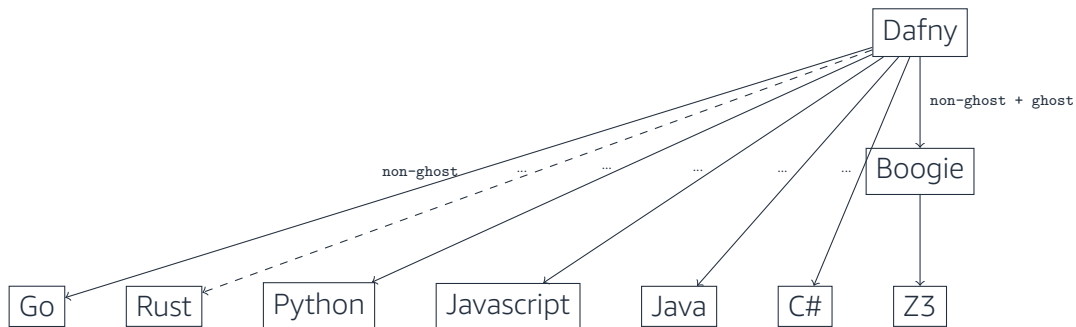 Dafny
non-ghost + ghost
non-ghost
...
...
...
...
...
Boogie
Go
Rust
Python
Javascript
Java
C#
Z3